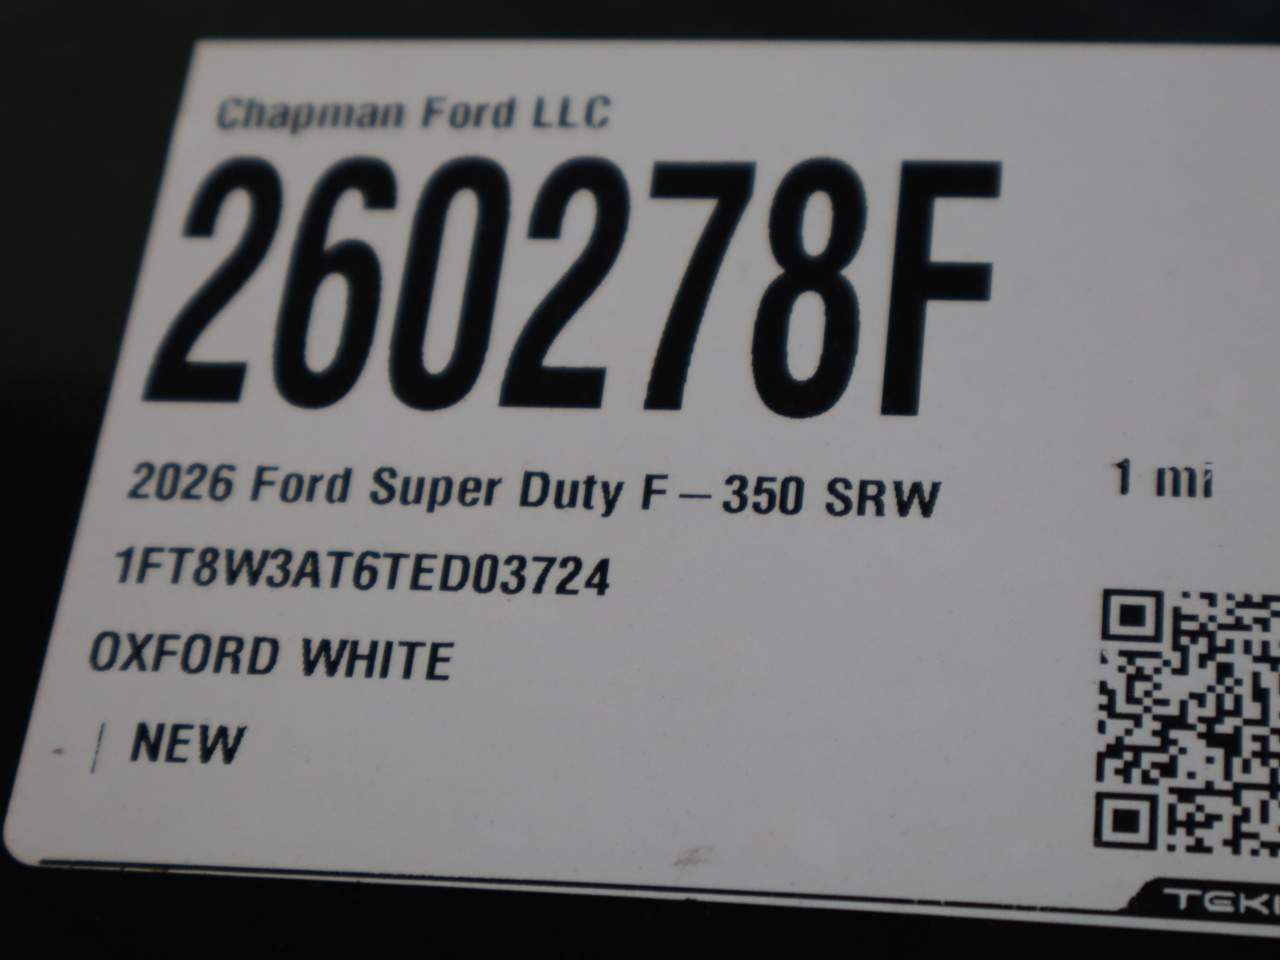 Chapman Ford LLC
260278F
2026 Ford Super Duty F-350 SRW
1 mi
1FT8W3AT6TED03724
OXFORD WHITE
| NEW